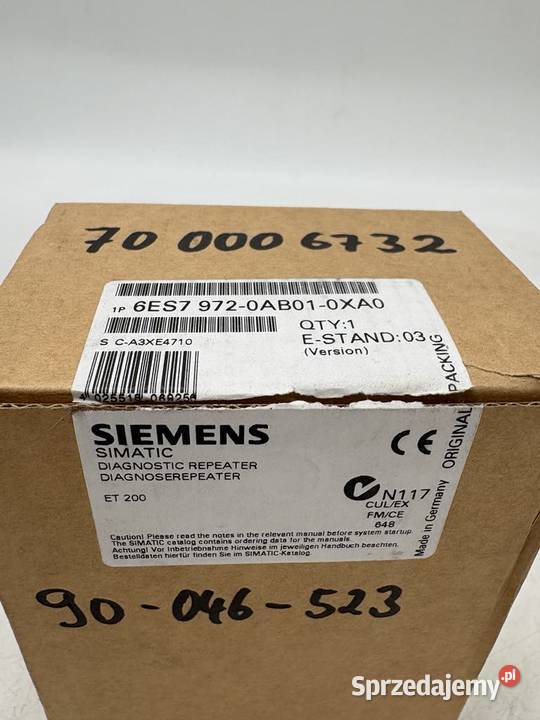 70 000 6732
1P 6ES7 972-0AB01-0XA0
QTY:1
S C-A3XE4710
E-STAND:03
(Version)
4 025515 069256
ORIGINAL PACKING
SIEMENS
SIMATIC
DIAGNOSTIC REPEATER
DIAGNOSEREPEATER
ET 200
CE
N117
CUL/EX
FM/CE
648
Made in Germany
Caution! Please read the notes in the relevant manual before system startup.
The SIMATIC catalog contains ordering data for the manuals.
Achtung! Vor Inbetriebnahme Hinweise im jeweiligen Handbuch beachten.
Bestelldaten hierfür finden Sie im SIMATIC-Katalog.
90-046-523
Sprzedajemy.pl